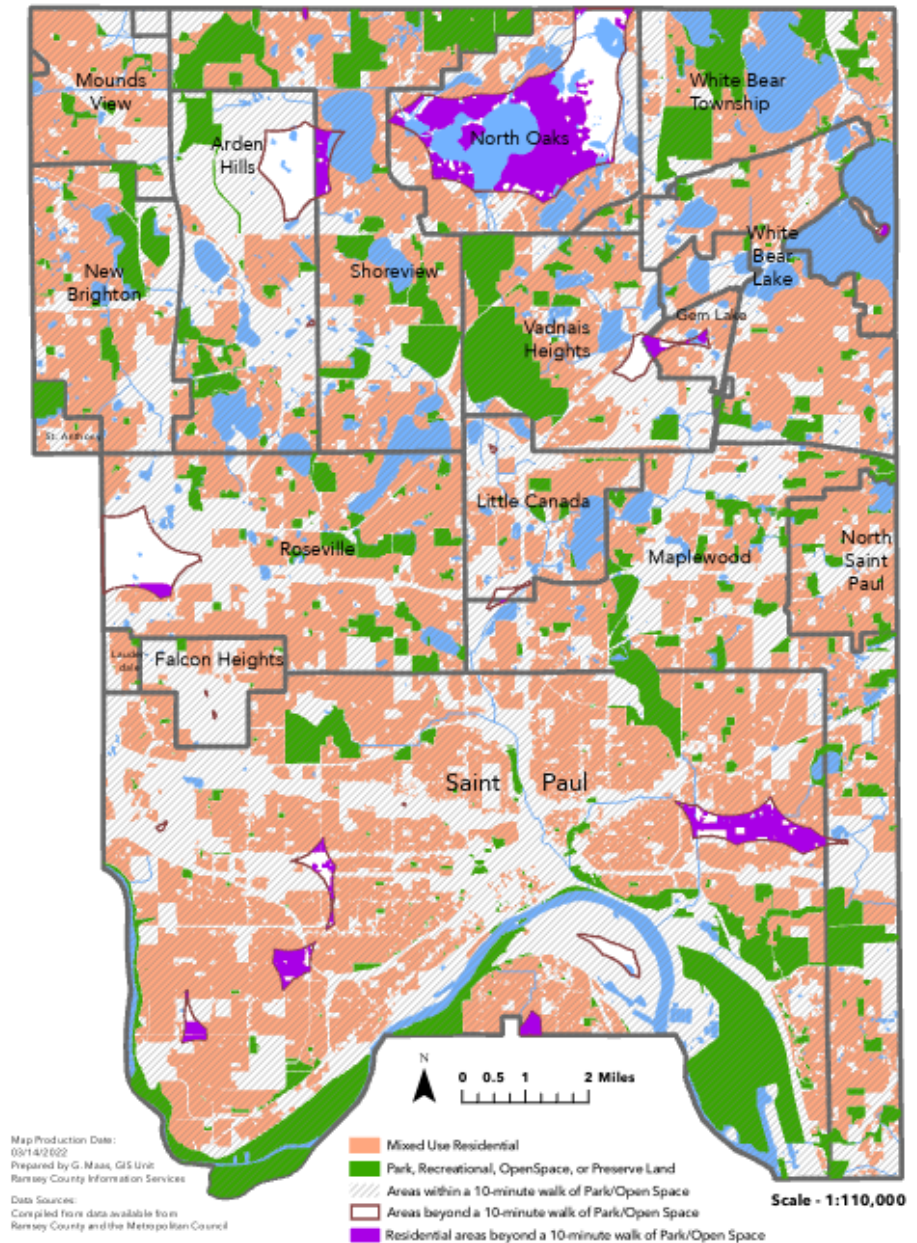 Mounds
View
White Bear
Township
North Oaks
Arden
Hills
White
Bear
Lake
New
Brighton
Shoreview
Gem Lake
Vadnais
Heights
St. Anthony
Little Canada
Roseville
Maplewood
North
Saint
Paul
Laude
dale
Falcon Heights
Saint Paul
N
0 0.5 1 2 Miles
Map Production Date:
03/14/2022
Prepared by G. Maas, GIS Unit
Ramsey County Information Services
Data Sources:
Compiled from data available from
Ramsey County and the Metropolitan Council
Mixed Use Residential
Park, Recreational, OpenSpace, or Preserve Land
Areas within a 10-minute walk of Park/Open Space
Areas beyond a 10-minute walk of Park/Open Space
Residential areas beyond a 10-minute walk of Park/Open Space
Scale - 1:110,000